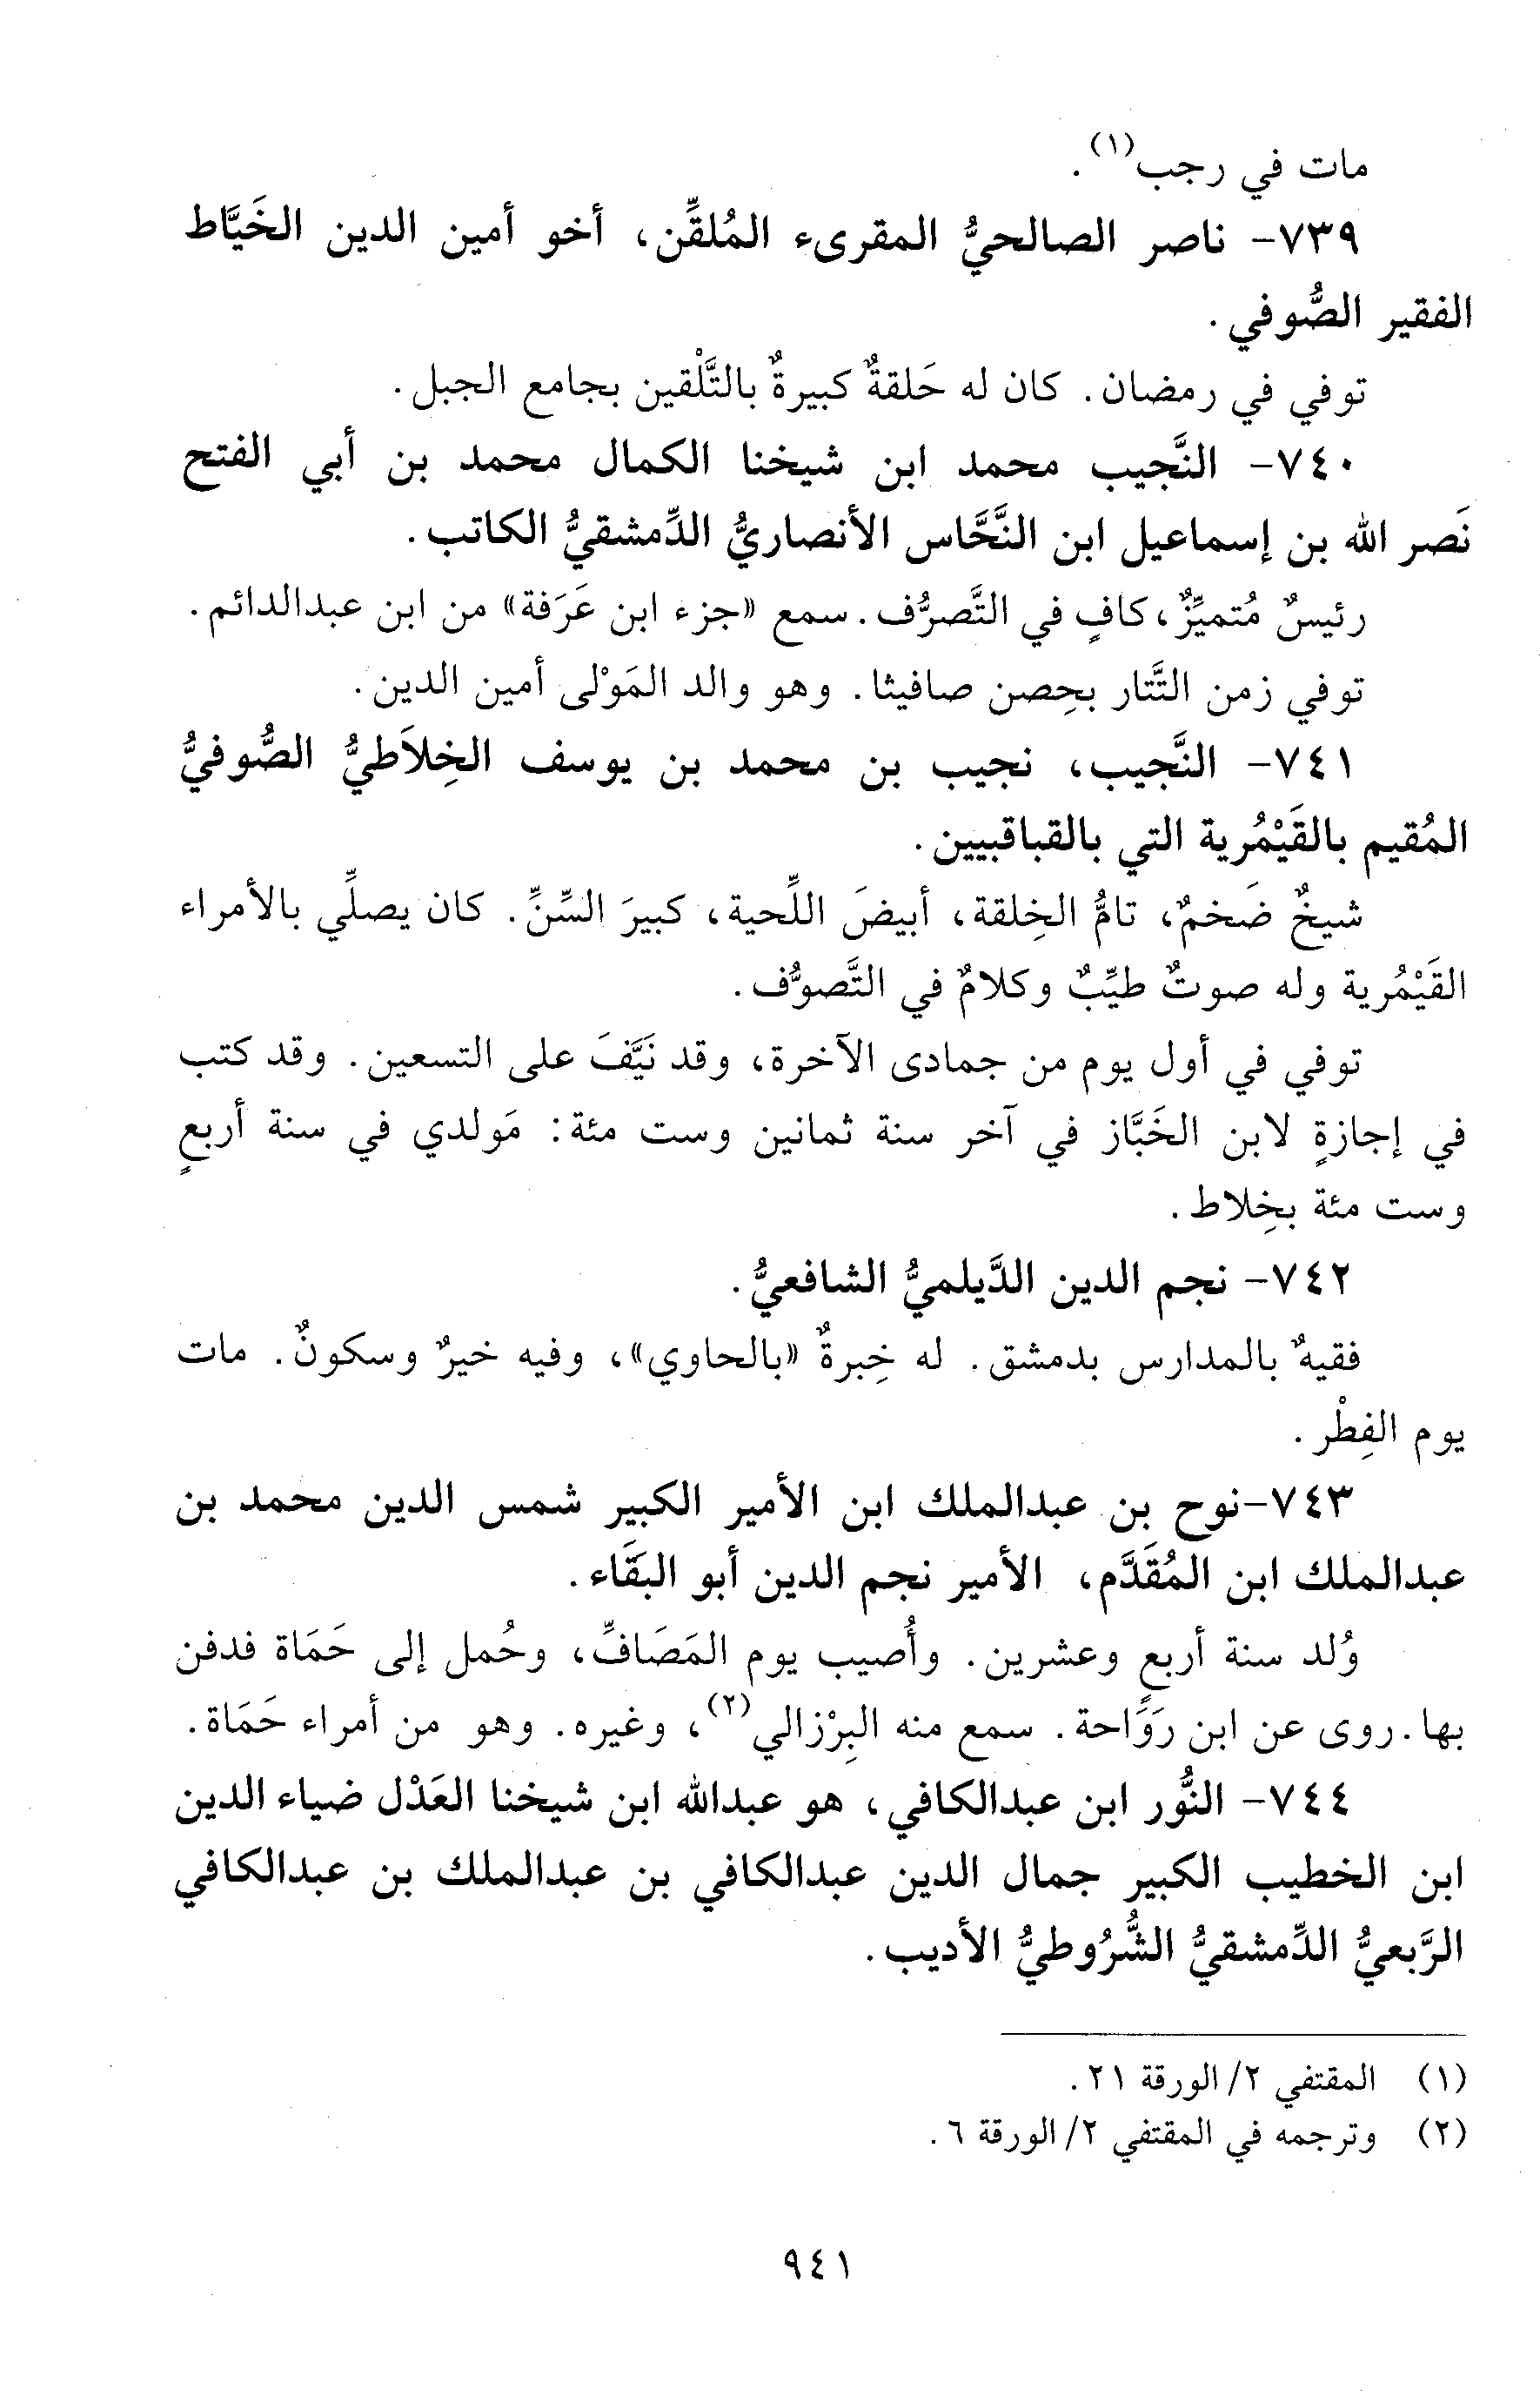 مات في رجب(١).
٧٣٩- ناصر الصالحيُّ المقرىء المُلقِّن، أخو أمين الدين الخَيَّاط
الفقير الصُّوفي.
توفي في رمضان. كان له حَلقةٌ كبيرةٌ بالتَّلْقين بجامع الجبل.
٧٤٠- النَّجيب محمد ابن شيخنا الكمال محمد بن أبي الفتح
نَصر الله بن إسماعيل ابن النَّحَّاس الأنصاريُّ الدِّمشقيُّ الكاتب.
رئيسٌ مُتميِّزٌ، كافٍ في التَّصرُّف. سمع «جزء ابن عَرَفة» من ابن عبدالدائم.
توفي زمن التَّتار بحِصن صافيثا. وهو والد المَوْلى أمين الدين.
٧٤١- النَّجيب، نجيب بن محمد بن يوسف الخِلاَطيُّ الصُّوفيُّ
المُقيم بالقَيْمُرية التي بالقباقبيين.
شيخٌ ضَخمٌ، تامُّ الخِلقة، أبيضَ اللِّحية، كبيرَ السِّنِّ. كان يصلِّي بالأمراء
القَيْمُرية وله صوتٌ طيِّبٌ وكلامٌ في التَّصوُّف.
توفي في أول يوم من جمادى الآخرة، وقد نَيَّفَ على التسعين. وقد كتب
في إجازةٍ لابن الخَبَّاز في آخر سنة ثمانين وست مئة: مَولدي في سنة أربعٍ
وست مئة بخِلاط.
٧٤٢- نجم الدين الدَّيلميُّ الشافعيُّ.
فقيهٌ بالمدارس بدمشق. له خِبرةٌ «بالحاوي»، وفيه خيرٌ وسكونٌ. مات
يوم الفِطْر.
٧٤٣-نوح بن عبدالملك ابن الأمير الكبير شمس الدين محمد بن
عبدالملك ابن المُقَدَّم، الأمير نجم الدين أبو البَقَاء.
وُلد سنة أربعٍ وعشرين. وأُصيب يوم المَصَافِّ، وحُمل إلى حَمَاة فدفن
بها. روى عن ابن رَوَاحة. سمع منه البِرْزالي(٢)، وغيره. وهو من أمراء حَمَاة.
٧٤٤- النُّور ابن عبدالكافي، هو عبدالله ابن شيخنا العَدْل ضياء الدين
ابن الخطيب الكبير جمال الدين عبدالكافي بن عبدالملك بن عبدالكافي
الرَّبعيُّ الدِّمشقيُّ الشُّرُوطيُّ الأديب.
(١) المقتفي ٢/ الورقة ٢١.
(٢) وترجمه في المقتفي ٢/ الورقة ٦.
٩٤١